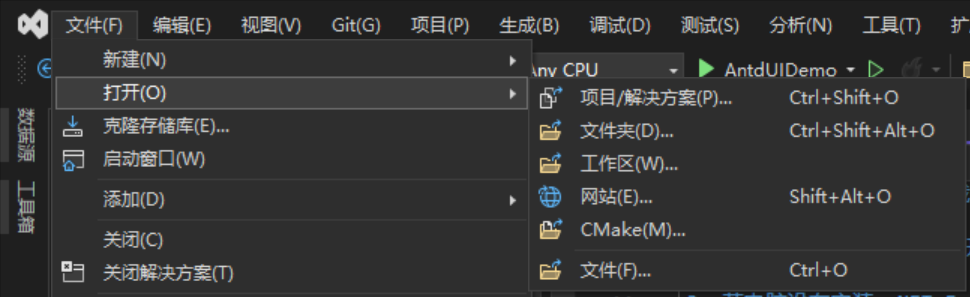 文件(F) 编辑(E) 视图(V) Git(G) 项目(P) 生成(B) 调试(D) 测试(S) 分析(N) 工具(T) 扩
Any CPU AntdUIDemo
新建(N)
打开(O)
克隆存储库(E)...
启动窗口(W)
添加(D)
关闭(C)
关闭解决方案(T)
项目/解决方案(P)... Ctrl+Shift+O
文件夹(D)... Ctrl+Shift+Alt+O
工作区(W)...
网站(E)... Shift+Alt+O
CMake(M)...
文件(F)... Ctrl+O
数据源
工具箱